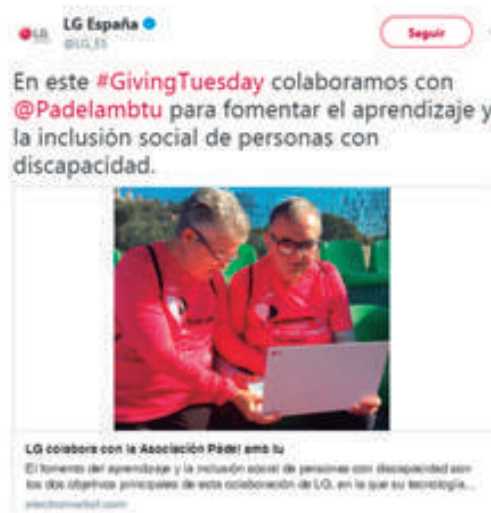 LG España
@LG_ES
Seguir
En este #GivingTuesday colaboramos con
@Padelambtu para fomentar el aprendizaje y
la inclusión social de personas con
discapacidad.
LG colabora con la Asociación Pádel amb tu
El fomento del aprendizaje y la inclusión social de personas con discapacidad son
los dos objetivos principales de esta colaboración de LG, en la que su tecnología...